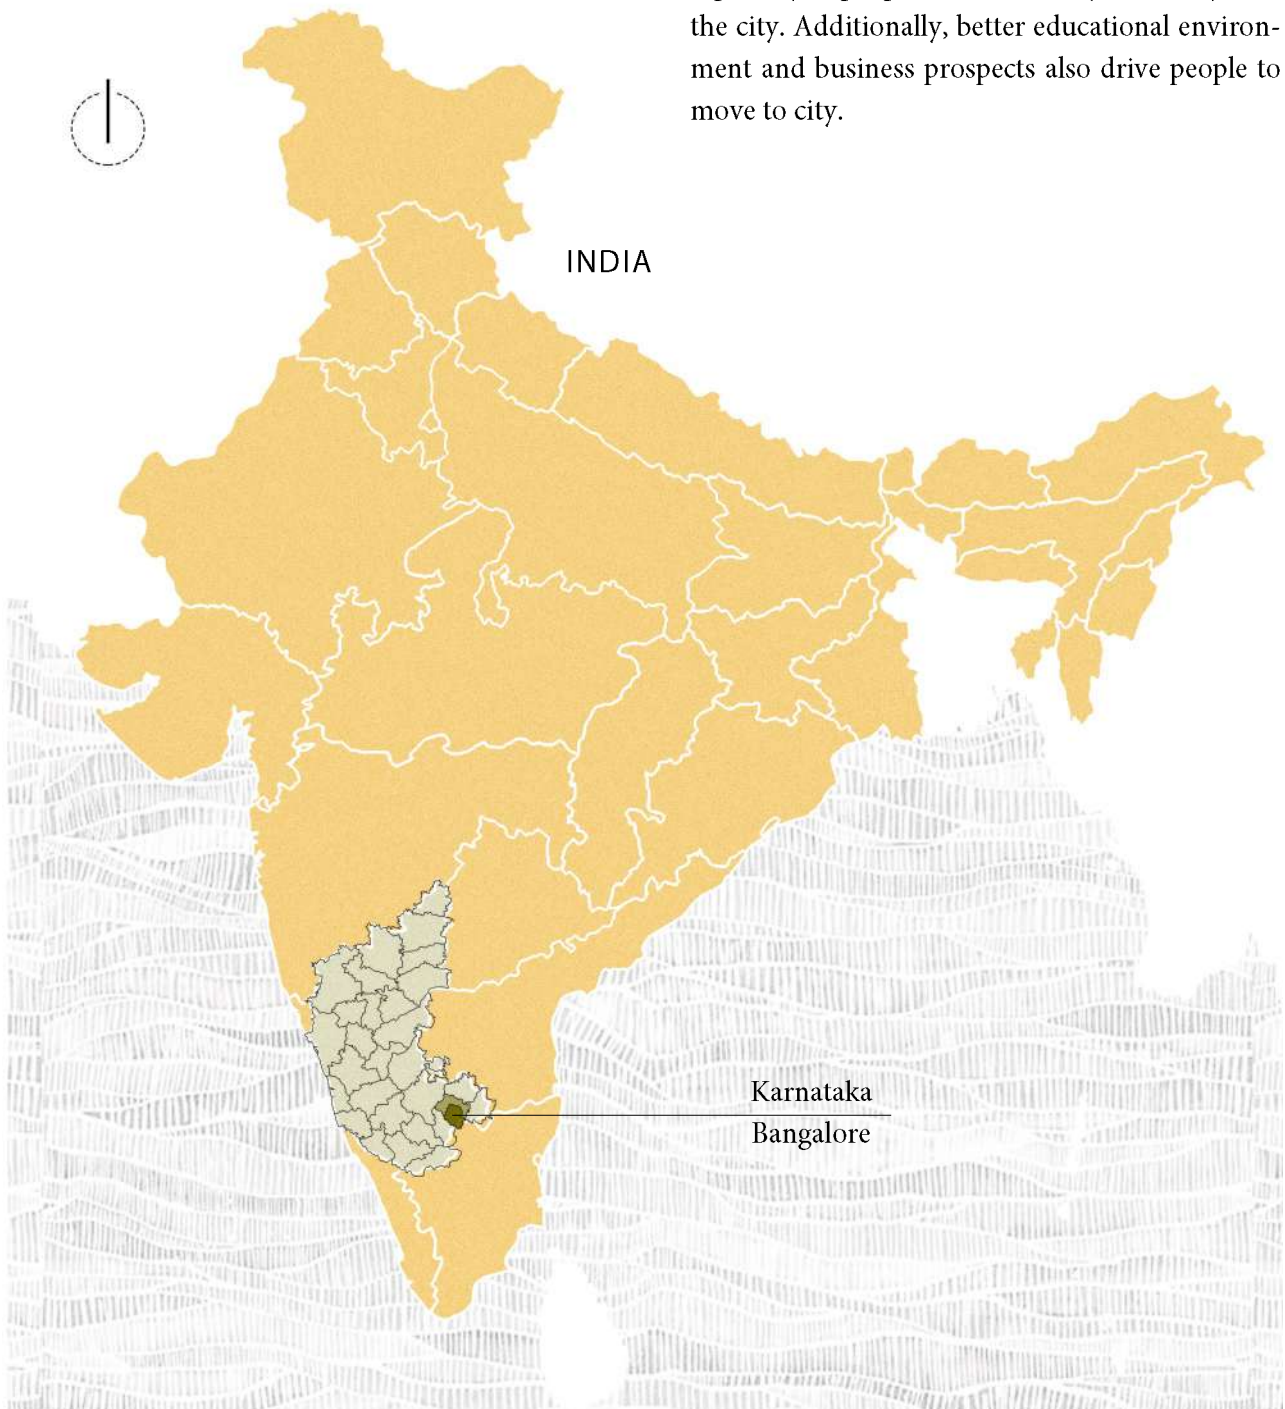 the city. Additionally, better educational environ-
ment and business prospects also drive people to
move to city.
INDIA
Karnataka
Bangalore